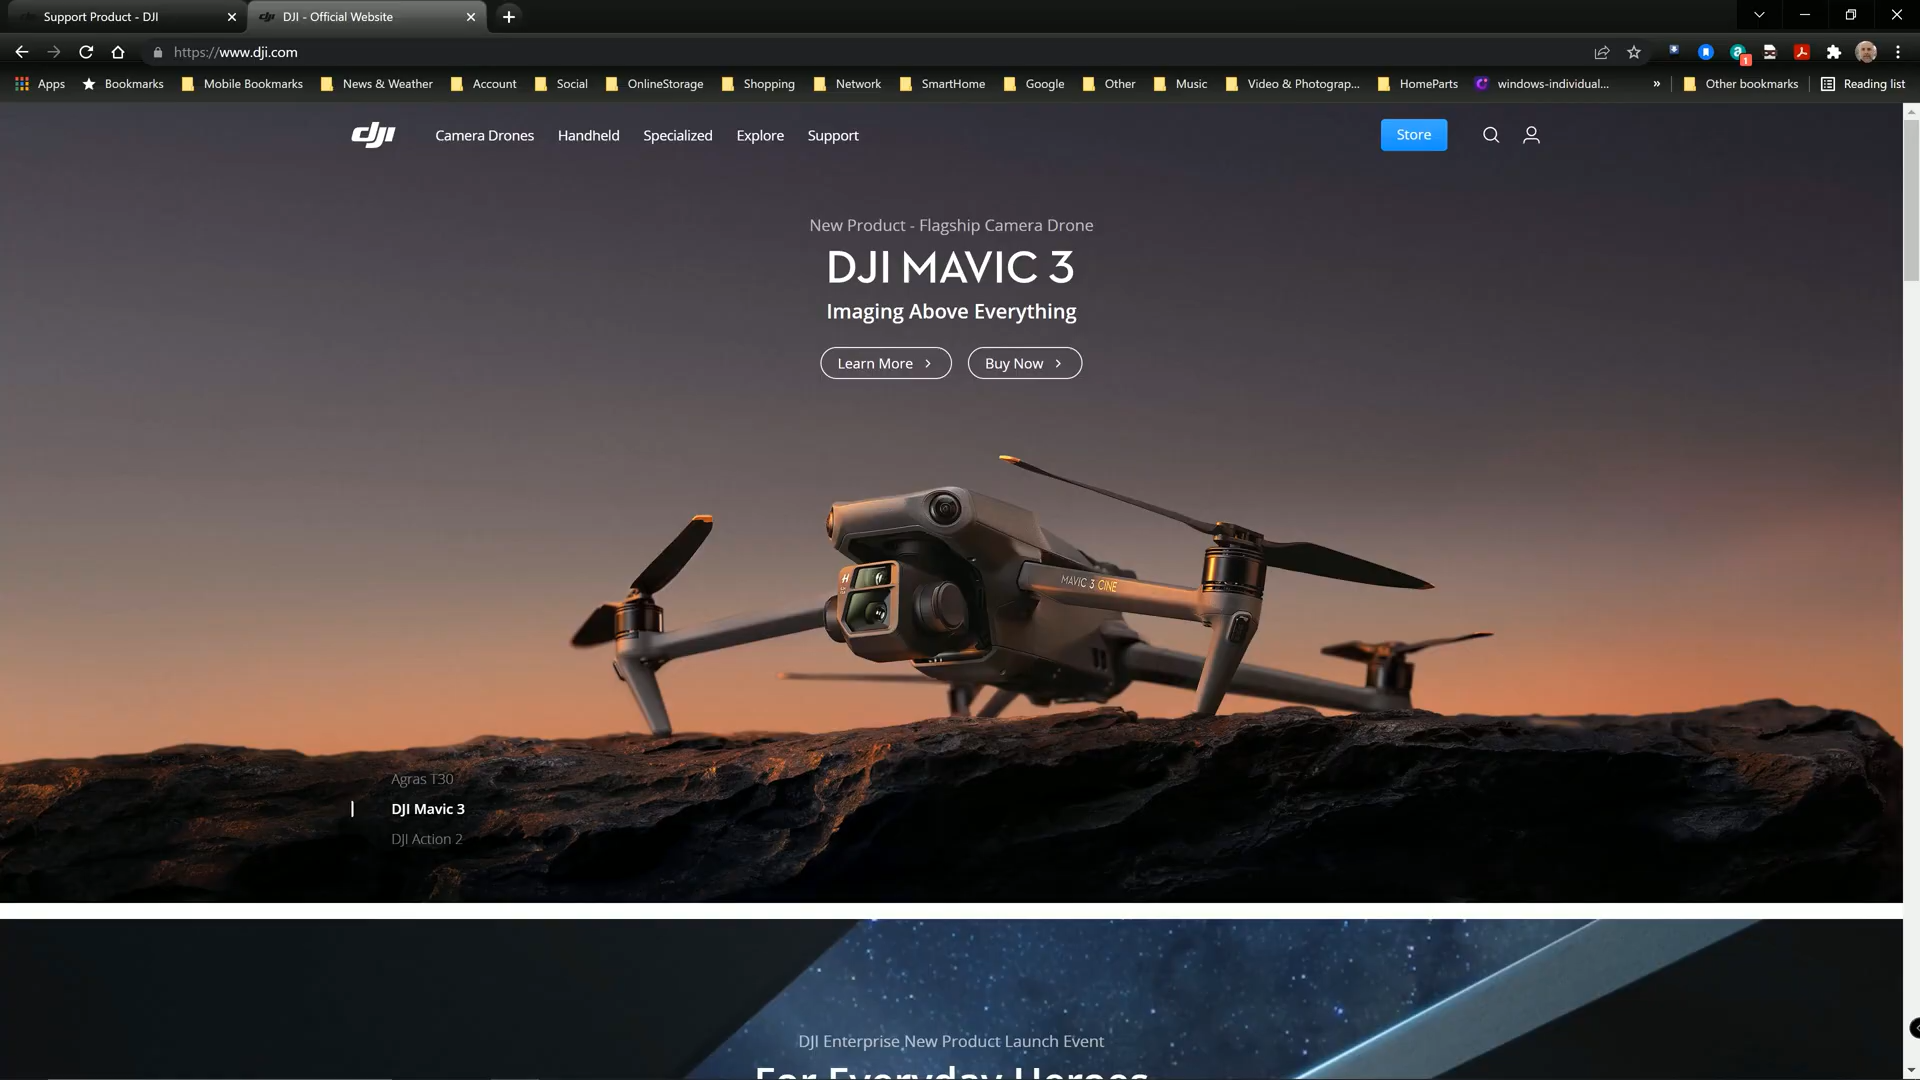 Support Product - DJI
DJI - Official Website
https://www.dji.com
1
Apps
Bookmarks
Mobile Bookmarks
News & Weather
Account
Social
OnlineStorage
Shopping
Network
SmartHome
Google
Other
Music
Video & Photograp...
HomeParts
windows-individual...
»
Other bookmarks
Reading list
dji
Camera Drones
Handheld
Specialized
Explore
Support
Store
New Product - Flagship Camera Drone
DJI MAVIC 3
Imaging Above Everything
Learn More
Buy Now
H
MAVIC 3 CINE
Agras T30
DJI Mavic 3
DJI Action 2
DJI Enterprise New Product Launch Event
For Everyday Heroes